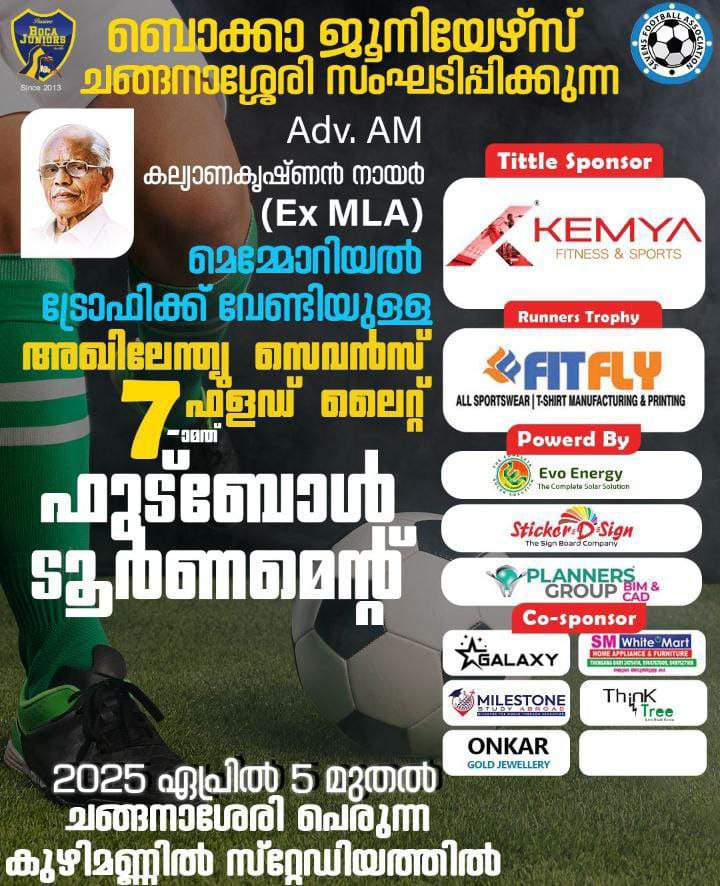 Passion
BOCA
JUNIORS
Since 2013
ബൊക്കാ ജൂനിയേഴ്സ്
ചങ്ങനാശ്ശേരി സംഘടിപ്പിക്കുന്ന
SEVENS FOOTBALL ASSOCIATION
Adv. AM
കല്യാണകൃഷ്ണൻ നായർ
(Ex MLA)
മെമ്മോറിയൽ
ട്രോഫിക്ക് വേണ്ടിയുള്ള
അഖിലേന്ത്യ സെവൻസ്
7-ാമത് ഫ്ളഡ് ലൈറ്റ്
ഫുട്ബോൾ
ടൂർണമെന്റ്
2025 ഏപ്രിൽ 5 മുതൽ
ചങ്ങനാശേരി പെരുന്ന
കുഴിമണ്ണിൽ സ്റ്റേഡിയത്തിൽ
Tittle Sponsor
KEMYA
FITNESS & SPORTS
Runners Trophy
FITFLY
ALL SPORTSWEAR | T-SHIRT MANUFACTURING & PRINTING
Powerd By
Evo Energy
The Complete Solar Solution
Sticker-D-Sign
The Sign Board Company
PLANNERS
GROUP BIM &
CAD
Co-sponsor
GALAXY
SM White Mart
HOME APPLIANCE & FURNITURE
MILESTONE
STUDY ABROAD
ThinK
Tree
ONKAR
GOLD JEWELLERY